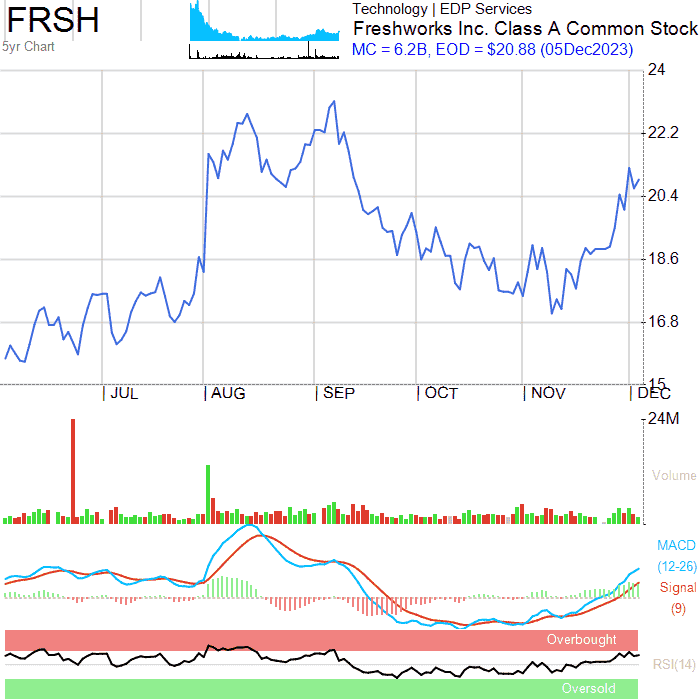 FRSH
5yr Chart
Technology | EDP Services
Freshworks Inc. Class A Common Stock
MC = 6.2B, EOD = $20.88 (05Dec2023)
24
22.2
20.4
18.6
16.8
15
JUL
AUG
SEP
OCT
NOV
DEC
24M
Volume
MACD
(12-26)
Signal
(9)
Overbought
RSI(14)
Oversold